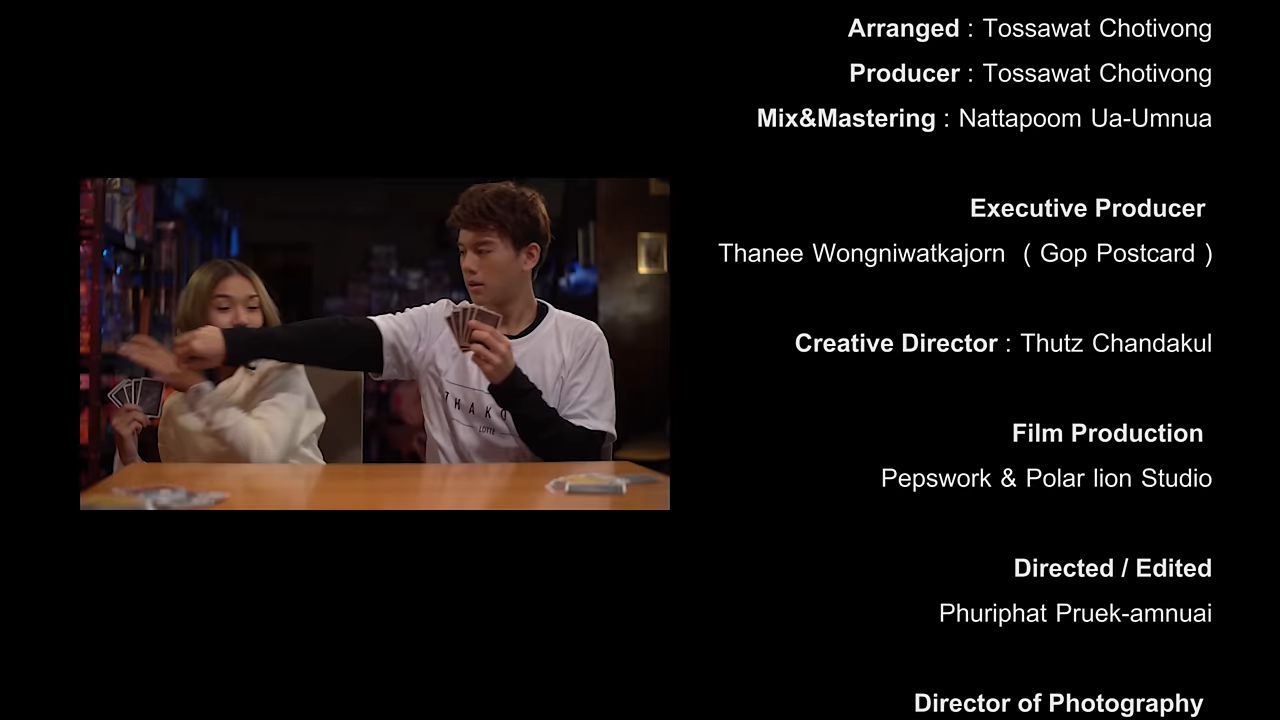 Arranged : Tossawat Chotivong
Producer : Tossawat Chotivong
Mix&Mastering : Nattapoom Ua-Umnua
Executive Producer
Thanee Wongniwatkajorn ( Gop Postcard )
Creative Director : Thutz Chandakul
Film Production
Pepswork & Polar lion Studio
Directed / Edited
Phuriphat Pruek-amnuai
Director of Photography
LOTTE